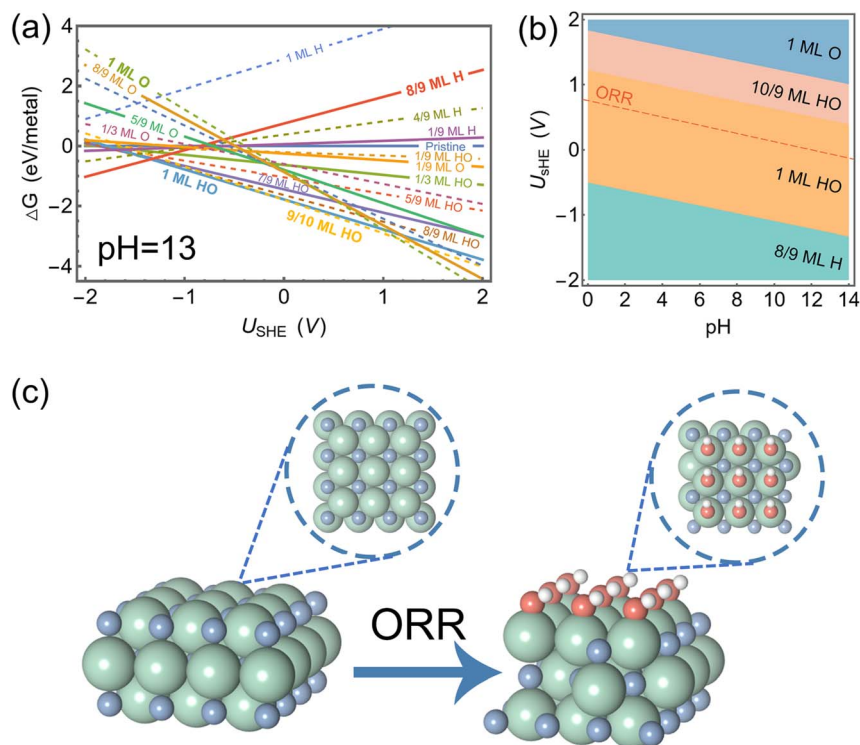 (a)
ΔG (eV/metal)
4
2
0
−2
−4
1 ML O
8/9 ML O
5/9 ML O
1/3 ML O
1 ML H
8/9 ML H
4/9 ML H
1/9 ML H
Pristine
1/9 ML HO
1/9 ML O
1/3 ML HO
5/9 ML HO
7/9 ML HO
8/9 ML HO
1 ML HO
9/10 ML HO
pH=13
−2 −1 0 1 2
U_SHE (V)
(b)
U_sHE (V)
2
1
0
−1
−2
1 ML O
10/9 ML HO
ORR
1 ML HO
8/9 ML H
0 2 4 6 8 10 12 14
pH
(c)
ORR